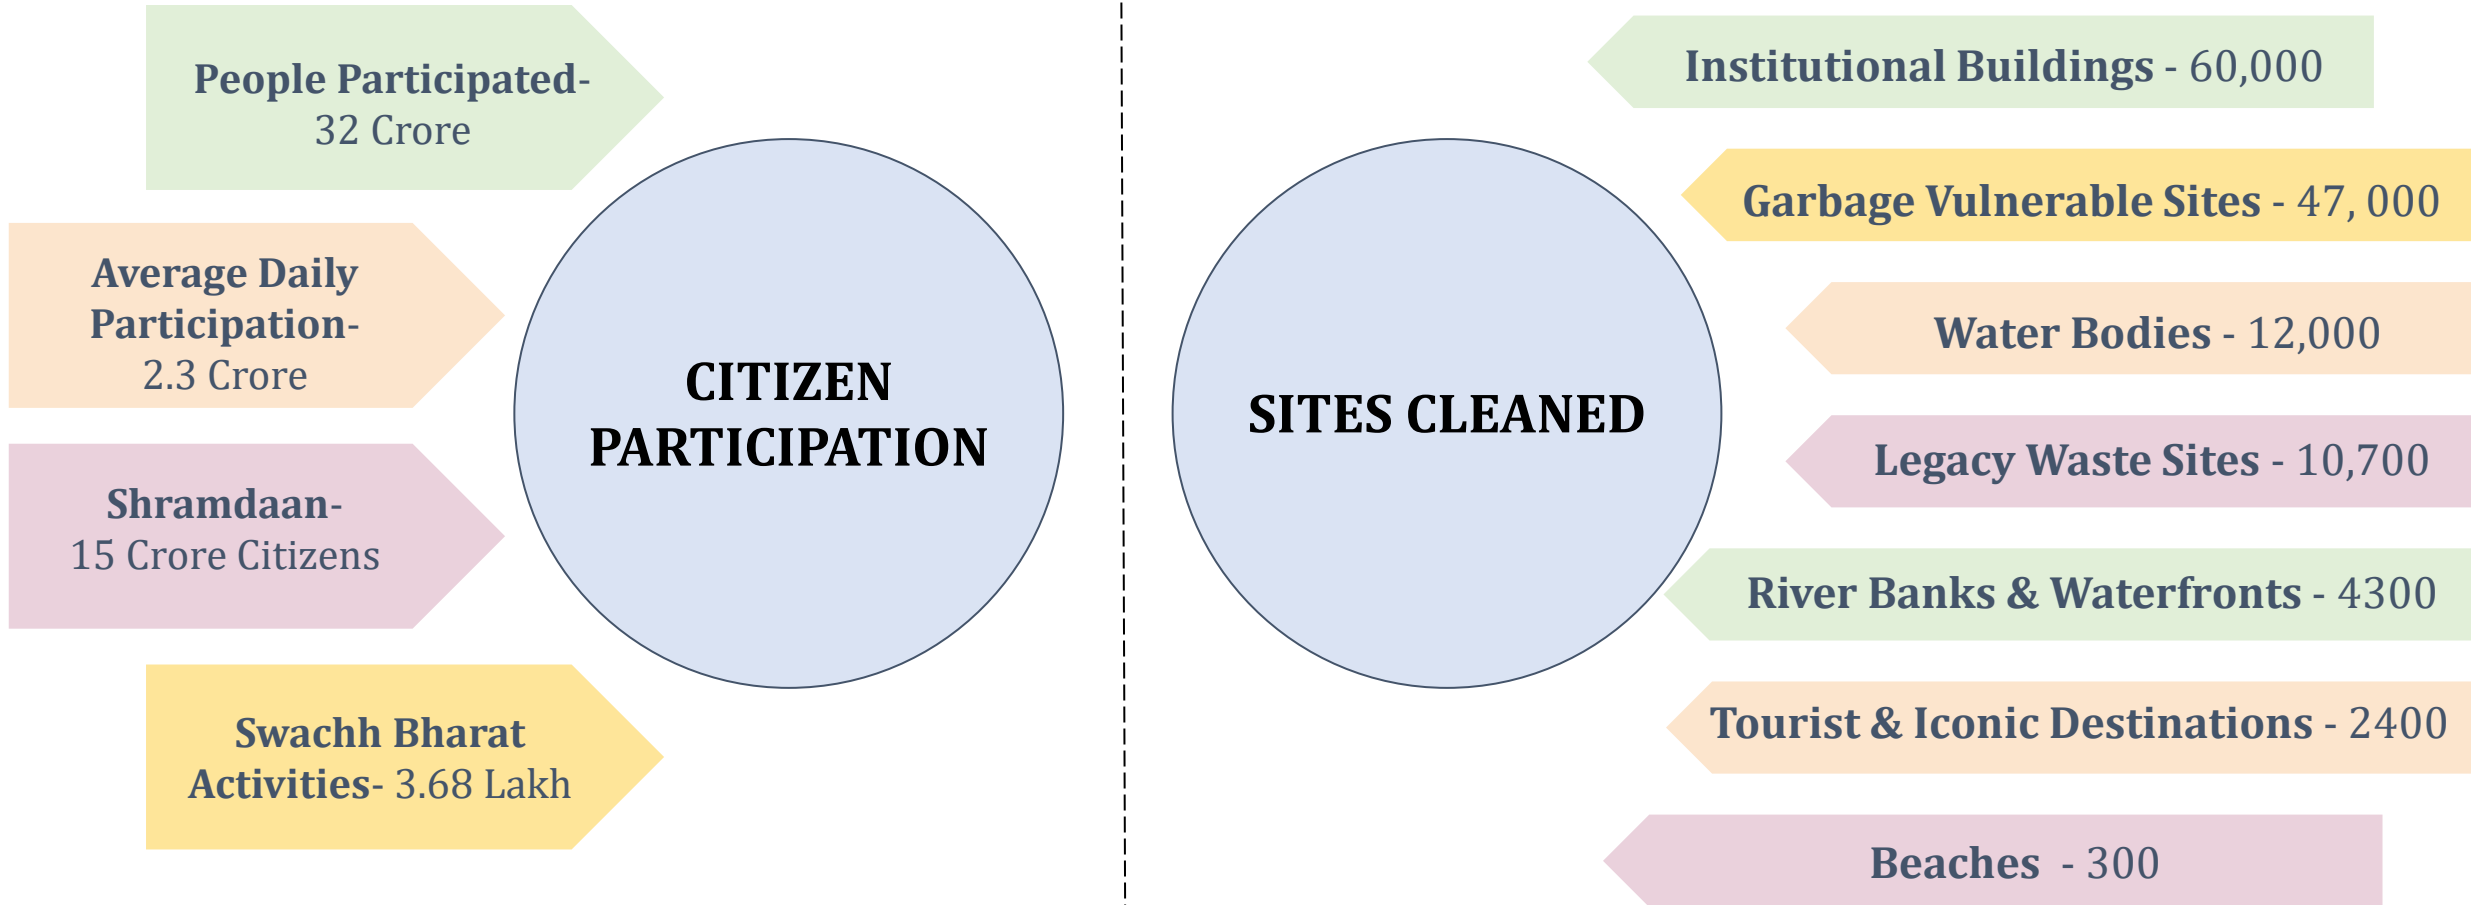 People Participated-
32 Crore
Average Daily
Participation-
2.3 Crore
Shramdaan-
15 Crore Citizens
Swachh Bharat
Activities- 3.68 Lakh
CITIZEN
PARTICIPATION
SITES CLEANED
Institutional Buildings - 60,000
Garbage Vulnerable Sites - 47, 000
Water Bodies - 12,000
Legacy Waste Sites - 10,700
River Banks & Waterfronts - 4300
Tourist & Iconic Destinations - 2400
Beaches - 300